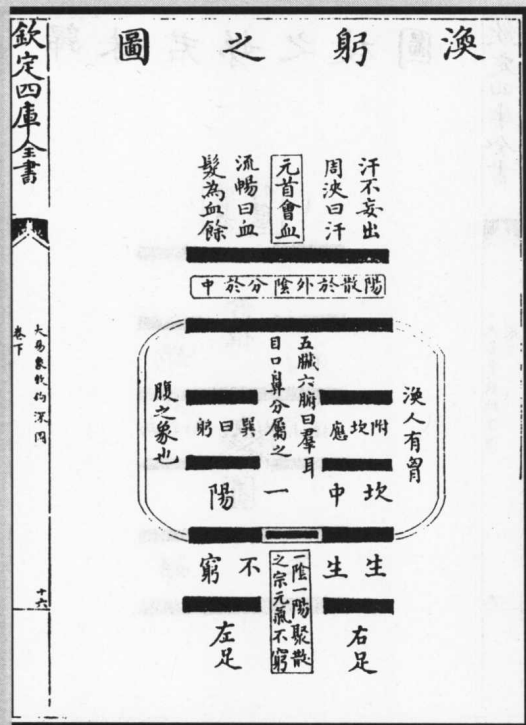 渙躬之圖
欽定四庫全書
大易象數鉤深圖
卷下
十六
汗不妄出
周浹曰汗
元首會血
流暢曰血
髮為血餘
陽散於外陰分於中
渙人有胷
五臟六腑曰羣耳
目口鼻分屬之
腹之象也
附坎應
巽曰躬
坎中一陽
生生不窮
一陰一陽聚散
之宗元氣不窮
右足
左足